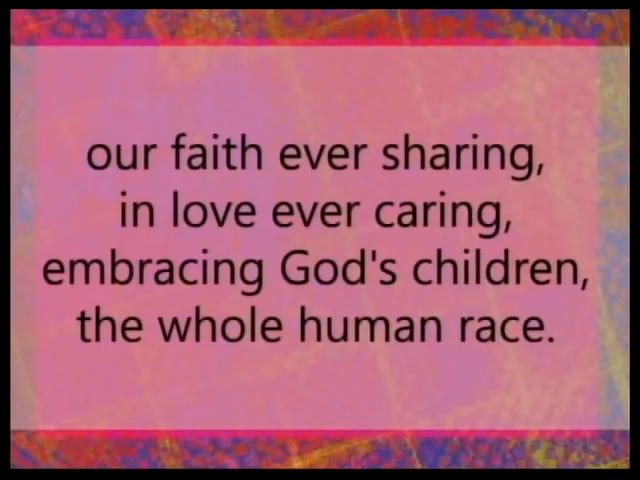 our faith ever sharing,
in love ever caring,
embracing God's children,
the whole human race.